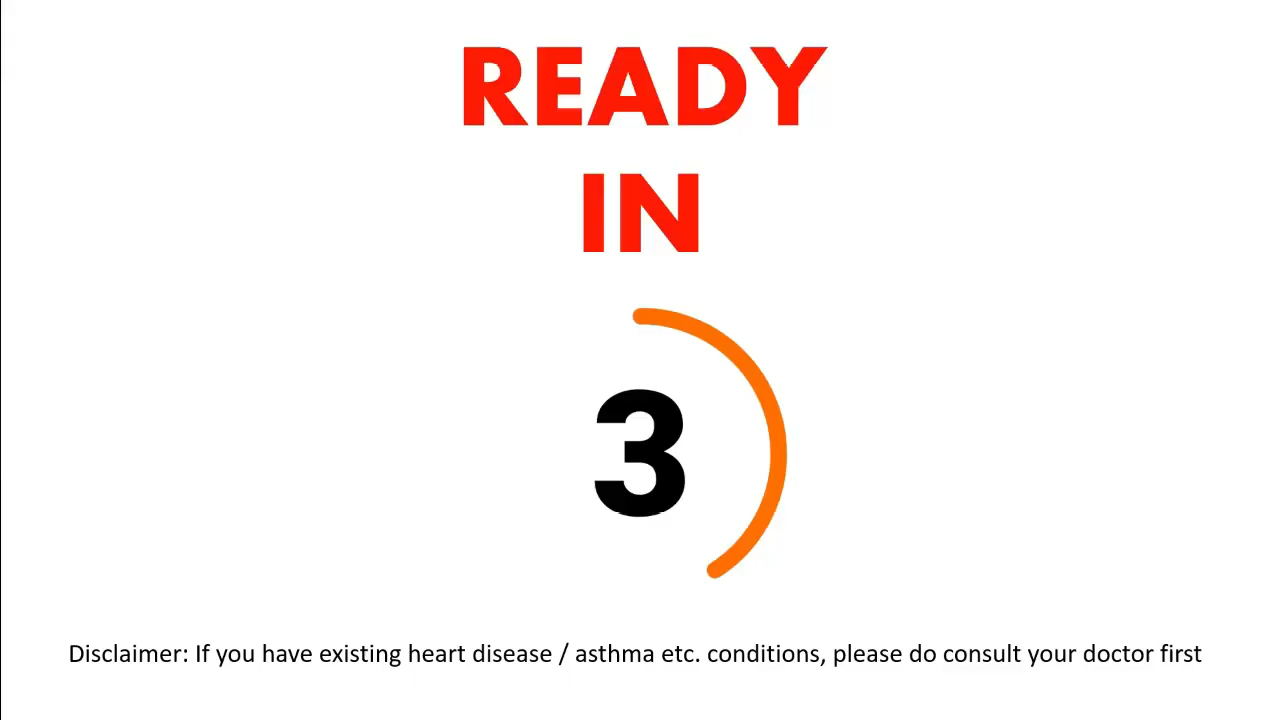 READY
IN
3
Disclaimer: If you have existing heart disease / asthma etc. conditions, please do consult your doctor first